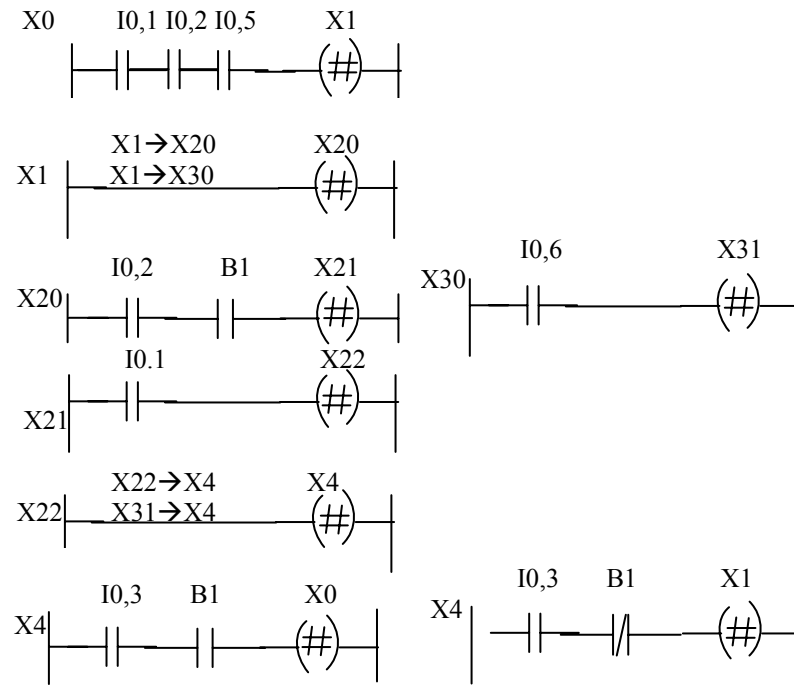 X0 I0,1 I0,2 I0,5 X1
X1→X20 X20
X1 X1→X30
I0,2 B1 X21
X20
I0,6 X31
X30
I0.1 X22
X21
X22→X4 X4
X22 X31→X4
I0,3 B1 X0
X4
I0,3 B1 X1
X4